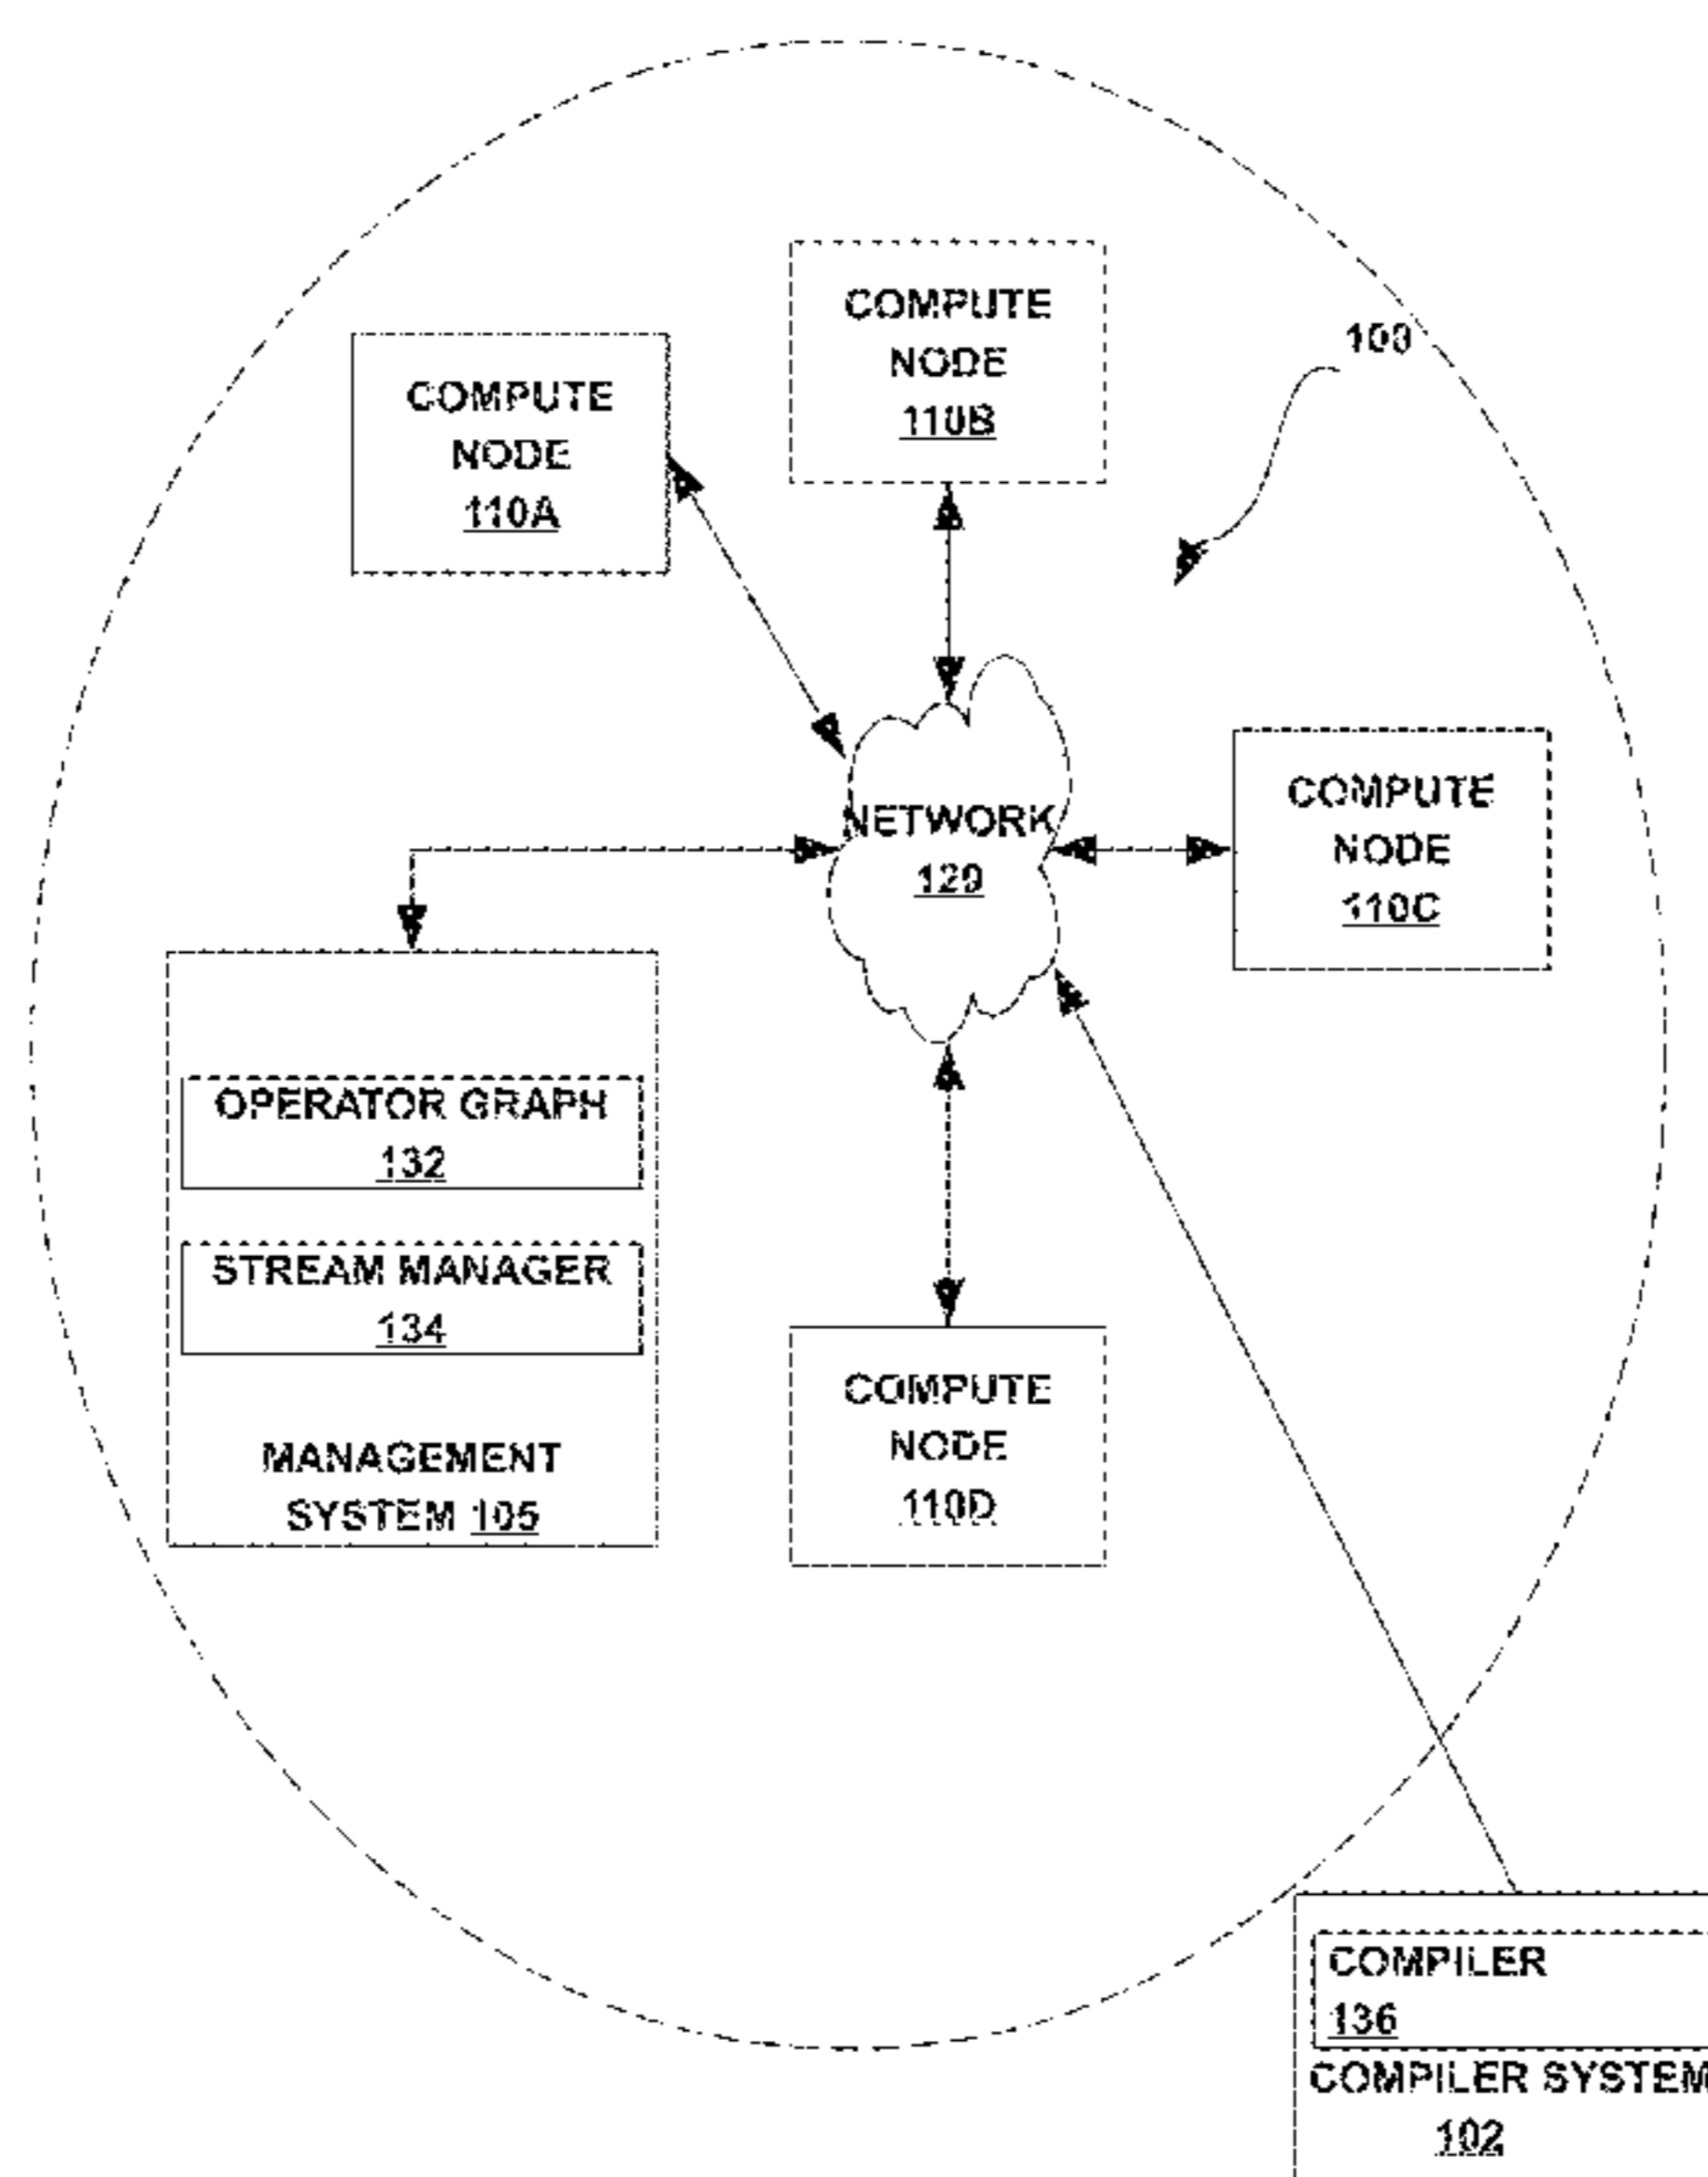 COMPUTE
NODE
110B
100
COMPUTE
NODE
110A
NETWORK
120
COMPUTE
NODE
110C
OPERATOR GRAPH
132
STREAM MANAGER
134
MANAGEMENT
SYSTEM 105
COMPUTE
NODE
110D
COMPILER
136
COMPILER SYSTEM
102